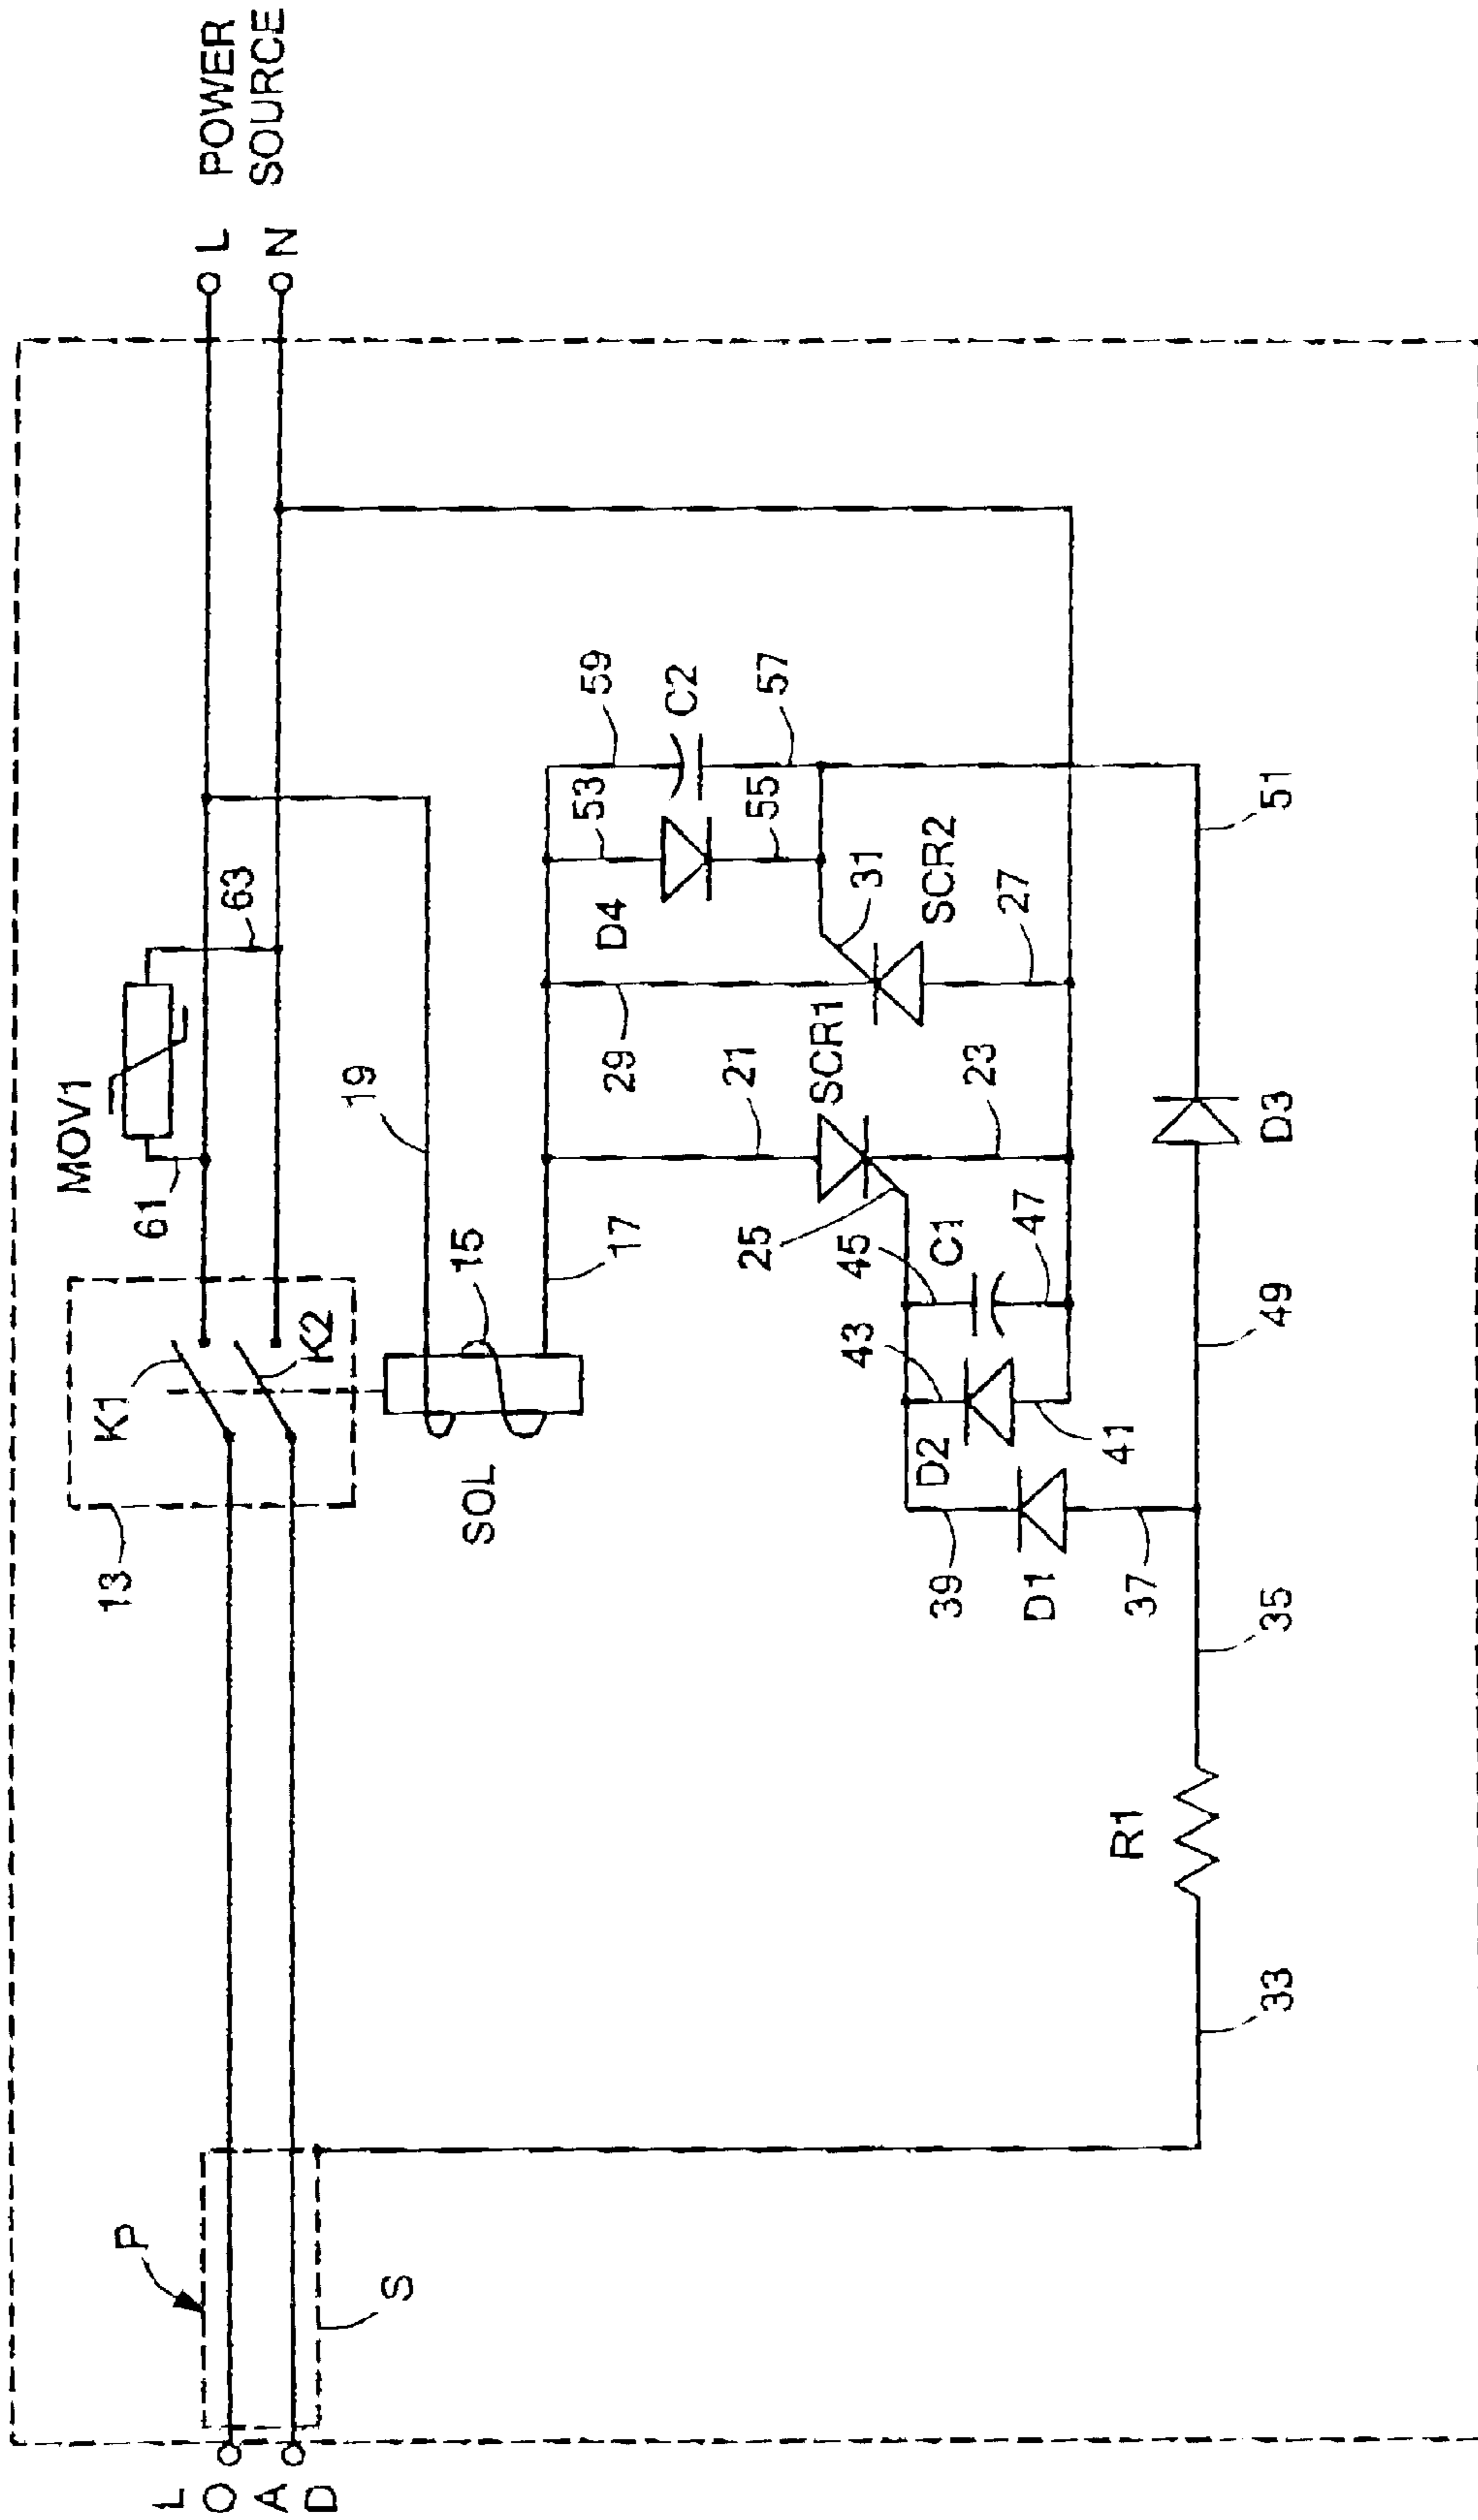 POWER
SOURCE
L
N
MOV1
63
61
K1
K2
13
19
15
SOL
17
59
C2
57
53
55
D4
31
SCR2
27
29
21
SCR1
23
25
45
C1
47
43
D2
41
39
D1
37
51
D3
49
35
R1
33
P
S
L
O
A
D